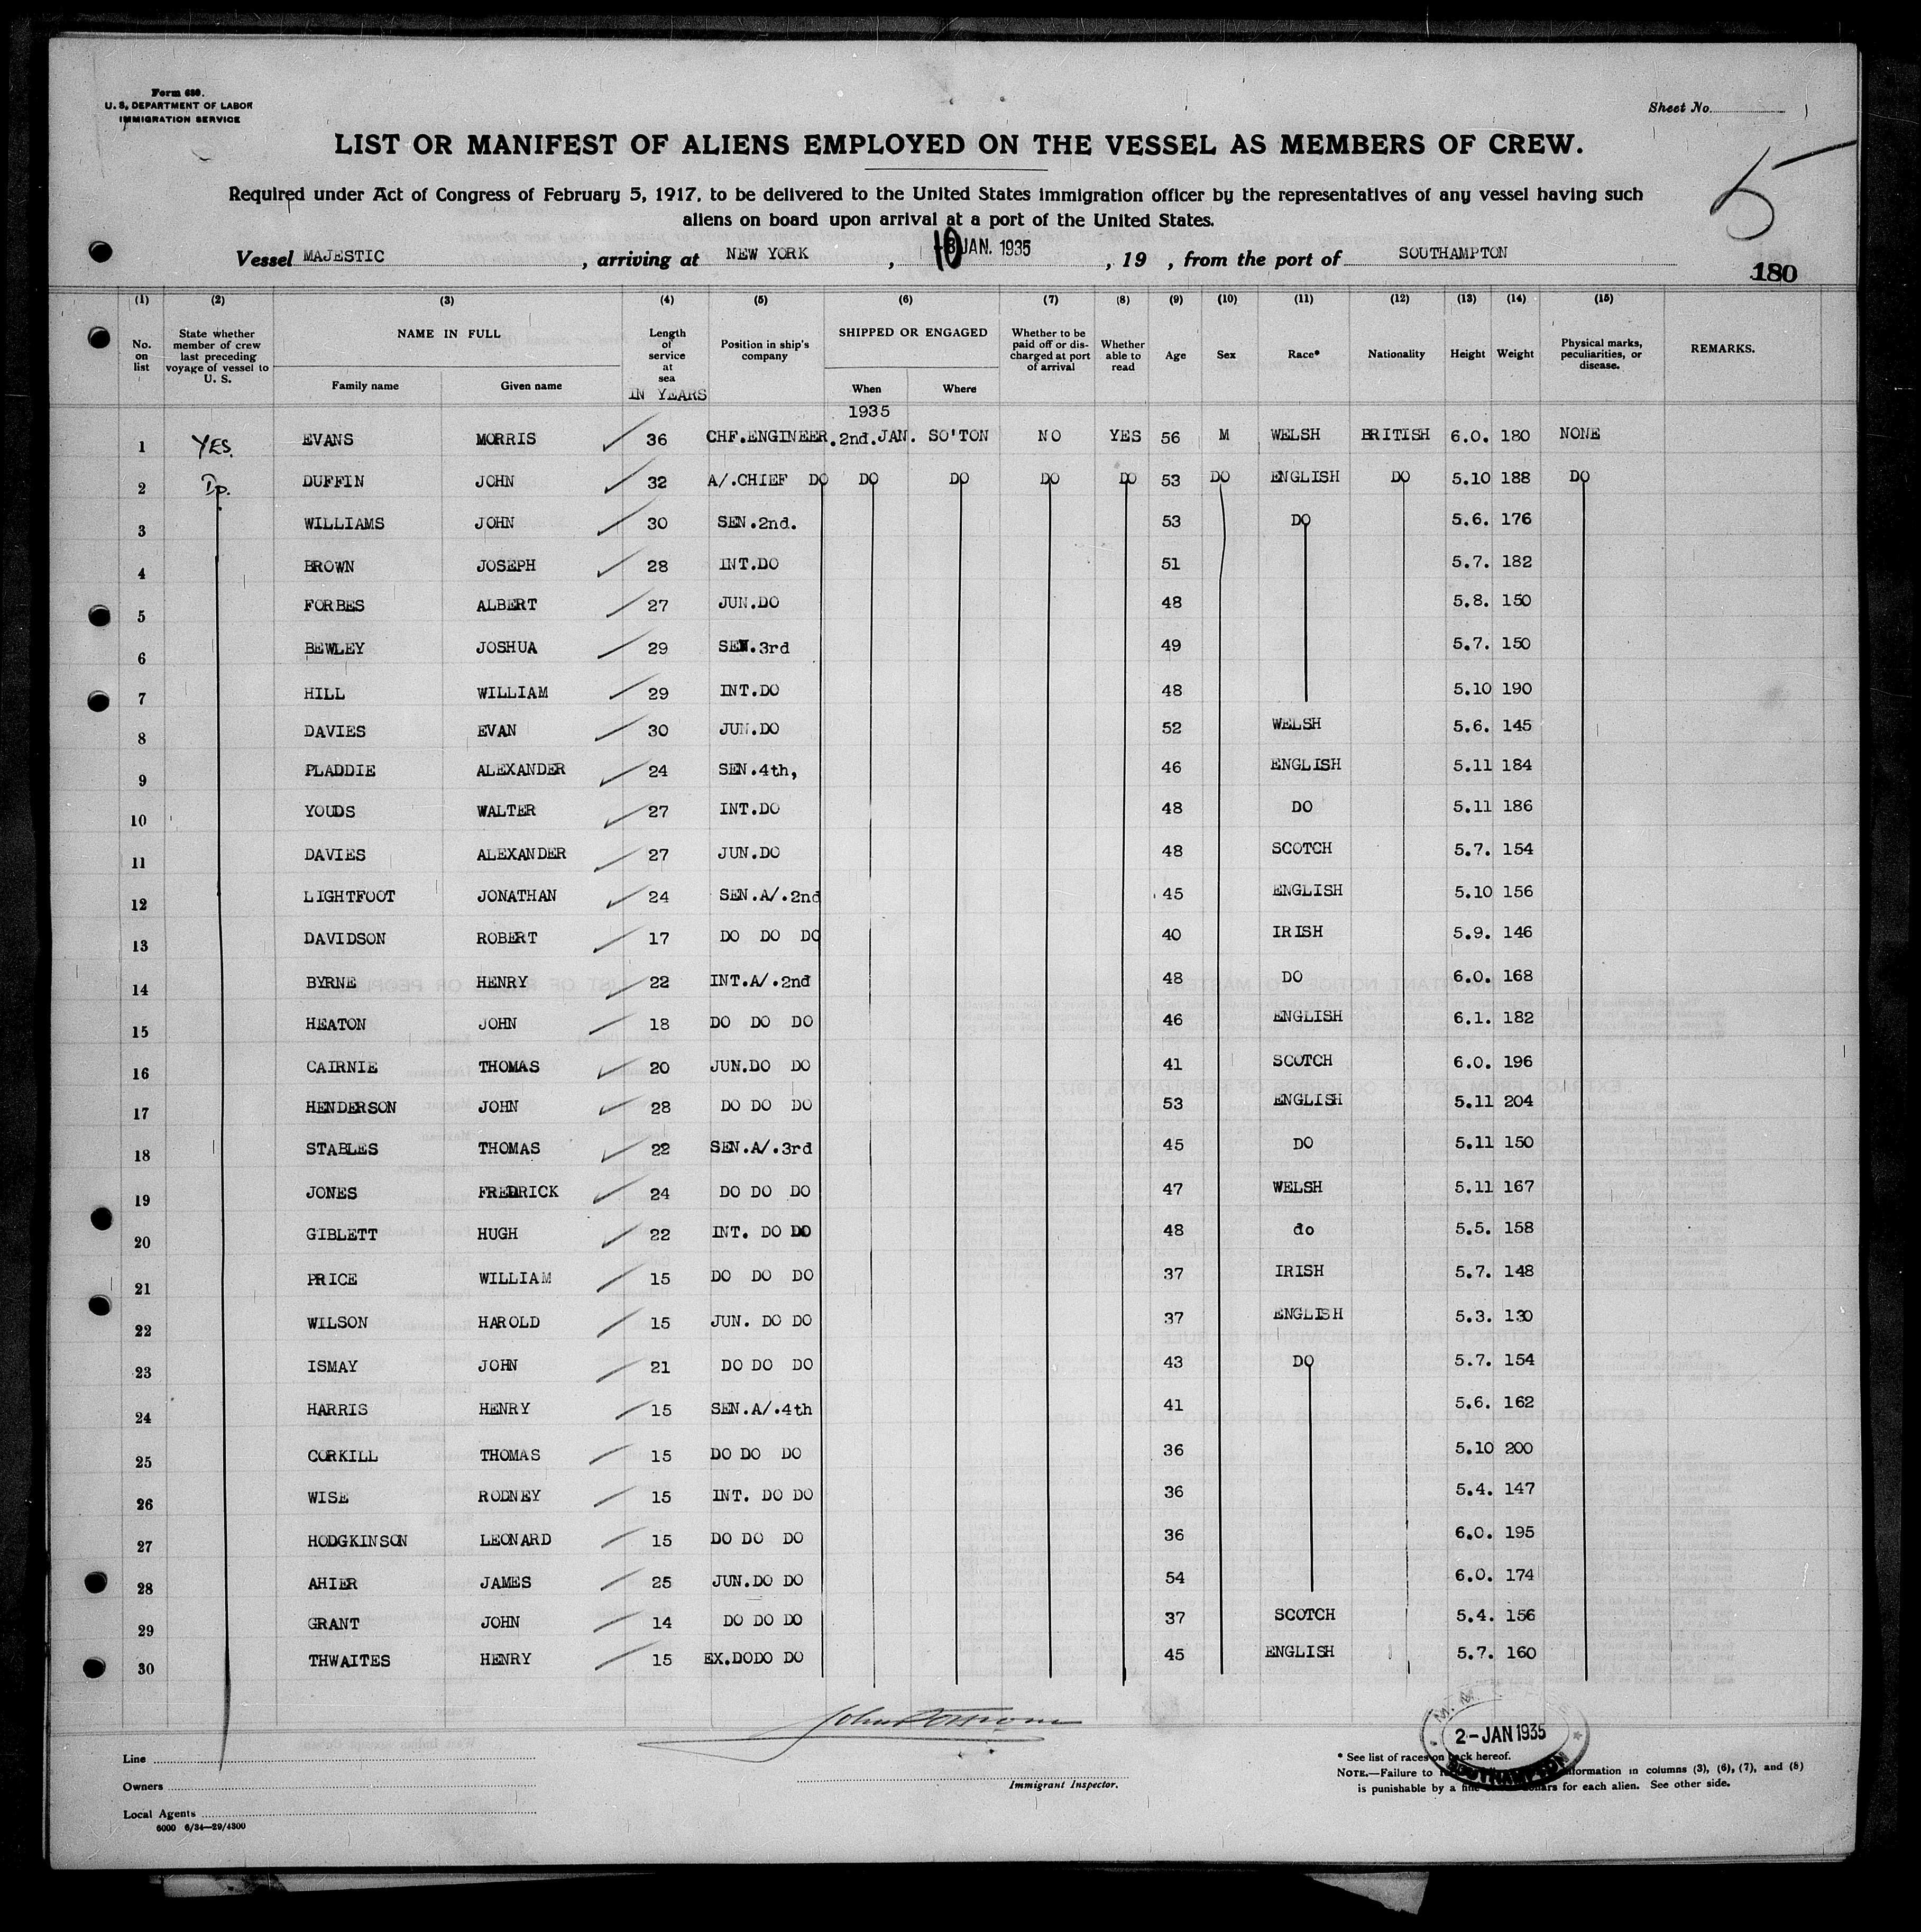 Form 680.
U. S. DEPARTMENT OF LABOR
IMMIGRATION SERVICE
Sheet No.
LIST OR MANIFEST OF ALIENS EMPLOYED ON THE VESSEL AS MEMBERS OF CREW.
5
Required under Act of Congress of February 5, 1917, to be delivered to the United States immigration officer by the representatives of any vessel having such
aliens on board upon arrival at a port of the United States.
Vessel MAJESTIC , arriving at NEW YORK , 10 JAN. 1935 , 19 , from the port of SOUTHAMPTON
180
(1) (2) (3) (4) (5) (6) (7) (8) (9) (10) (11) (12) (13) (14) (15)
No. on list State whether member of crew last preceding voyage of vessel to U. S. NAME IN FULL Family name Given name Length of service at sea IN YEARS Position in ship's company SHIPPED OR ENGAGED When Where Whether to be paid off or discharged at port of arrival Whether able to read Age Sex Race* Nationality Height Weight Physical marks, peculiarities, or disease. REMARKS.
1935
1 YES. EVANS MORRIS 36 CHF.ENGINEER. 2nd.JAN. SO'TON NO YES 56 M WELSH BRITISH 6.0. 180 NONE
2 Do. DUFFIN JOHN 32 A/.CHIEF DO DO DO DO DO 53 DO ENGLISH DO 5.10 188 DO
3 WILLIAMS JOHN 30 SEN.2nd. 53 DO 5.6. 176
4 BROWN JOSEPH 28 INT.DO 51 5.7. 182
5 FORBES ALBERT 27 JUN.DO 48 5.8. 150
6 BEWLEY JOSHUA 29 SEN.3rd 49 5.7. 150
7 HILL WILLIAM 29 INT.DO 48 5.10 190
8 DAVIES EVAN 30 JUN.DO 52 WELSH 5.6. 145
9 PLADDIE ALEXANDER 24 SEN.4th, 46 ENGLISH 5.11 184
10 YOUDS WALTER 27 INT.DO 48 DO 5.11 186
11 DAVIES ALEXANDER 27 JUN.DO 48 SCOTCH 5.7. 154
12 LIGHTFOOT JONATHAN 24 SEN.A/.2nd 45 ENGLISH 5.10 156
13 DAVIDSON ROBERT 17 DO DO DO 40 IRISH 5.9. 146
14 BYRNE HENRY 22 INT.A/.2nd 48 DO 6.0. 168
15 HEATON JOHN 18 DO DO DO 46 ENGLISH 6.1. 182
16 CAIRNIE THOMAS 20 JUN.DO DO 41 SCOTCH 6.0. 196
17 HENDERSON JOHN 28 DO DO DO 53 ENGLISH 5.11 204
18 STABLES THOMAS 22 SEN.A/.3rd 45 DO 5.11 150
19 JONES FREDRICK 24 DO DO DO 47 WELSH 5.11 167
20 GIBLETT HUGH 22 INT. DO DO 48 do 5.5. 158
21 PRICE WILLIAM 15 DO DO DO 37 IRISH 5.7. 148
22 WILSON HAROLD 15 JUN. DO DO 37 ENGLISH 5.3. 130
23 ISMAY JOHN 21 DO DO DO 43 DO 5.7. 154
24 HARRIS HENRY 15 SEN.A/.4th 41 5.6. 162
25 CORKILL THOMAS 15 DO DO DO 36 5.10 200
26 WISE RODNEY 15 INT. DO DO 36 5.4. 147
27 HODGKINSON LEONARD 15 DO DO DO 36 6.0. 195
28 AHIER JAMES 25 JUN.DO DO 54 6.0. 174
29 GRANT JOHN 14 DO DO DO 37 SCOTCH 5.4. 156
30 THWAITES HENRY 15 EX.DODO DO 45 ENGLISH 5.7. 160
2-JAN 1935
SOUTHAMPTON
Line
Owners
Local Agents
6000 6/34—29/4300
Immigrant Inspector.
* See list of races on back hereof.
NOTE.—Failure to information in columns (3), (6), (7), and (8)
is punishable by a fine dollars for each alien. See other side.